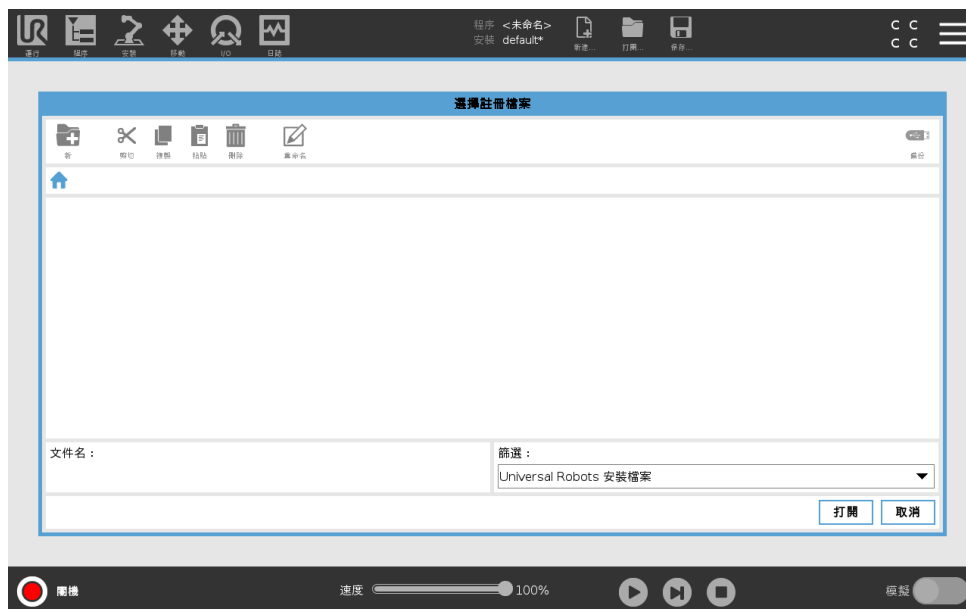 程序 <未命名>
安裝 default*
運行
程序
安裝
移動
I/O
日誌
新建...
打開...
保存...
C C
C C
選擇註冊檔案
新
剪切
複製
粘貼
刪除
重命名
備份
文件名：
篩選：
Universal Robots 安裝檔案
打開
取消
關機
速度
100%
模擬